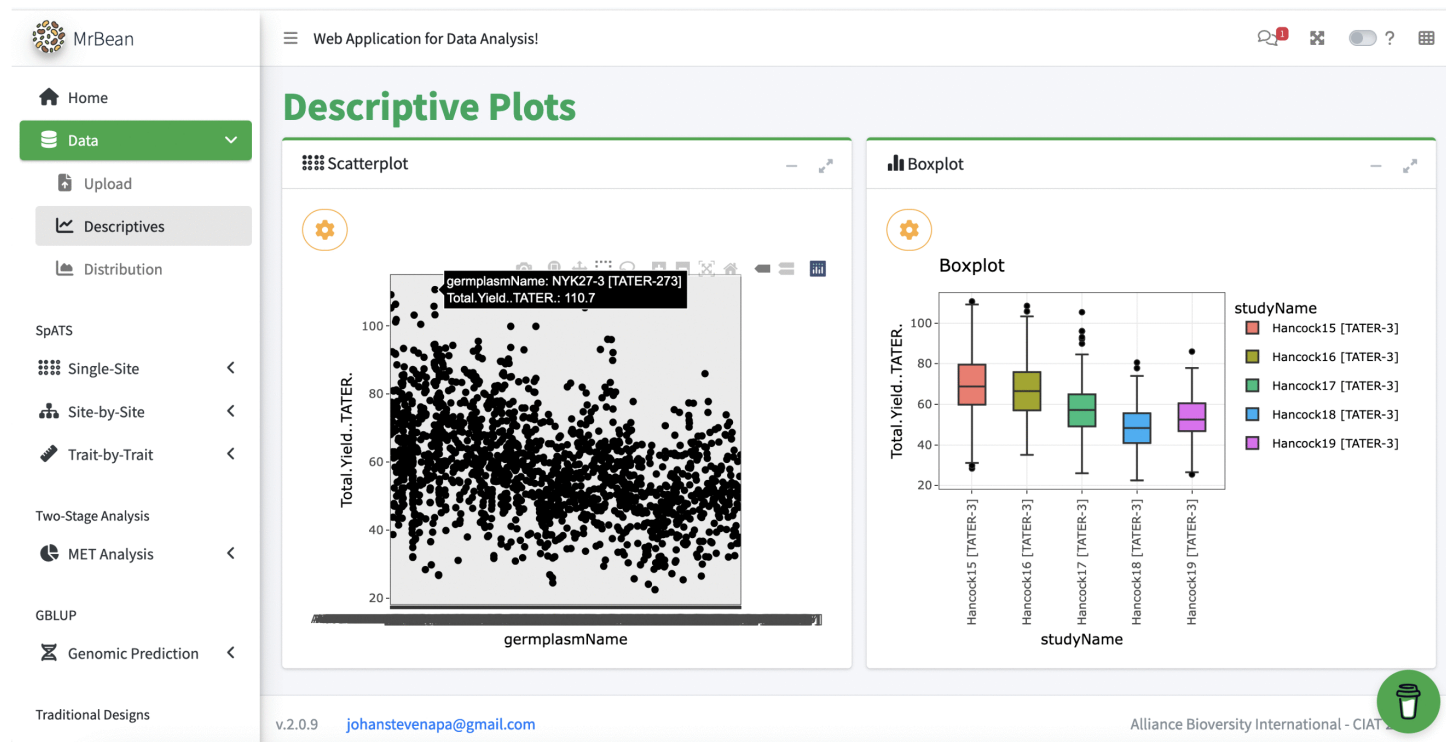 MrBean
Web Application for Data Analysis!
1
?
Home
Data
Upload
Descriptives
Distribution
SpATS
Single-Site
Site-by-Site
Trait-by-Trait
Two-Stage Analysis
MET Analysis
GBLUP
Genomic Prediction
Traditional Designs
Descriptive Plots
Scatterplot
germplasmName: NYK27-3 [TATER-273]
Total.Yield..TATER.: 110.7
Total.Yield..TATER.
100
80
60
40
20
germplasmName
Boxplot
Boxplot
Total.Yield..TATER.
100
80
60
40
20
Hancock15 [TATER-3]
Hancock16 [TATER-3]
Hancock17 [TATER-3]
Hancock18 [TATER-3]
Hancock19 [TATER-3]
studyName
studyName
Hancock15 [TATER-3]
Hancock16 [TATER-3]
Hancock17 [TATER-3]
Hancock18 [TATER-3]
Hancock19 [TATER-3]
v.2.0.9 johanstevenapa@gmail.com
Alliance Bioversity International - CIAT